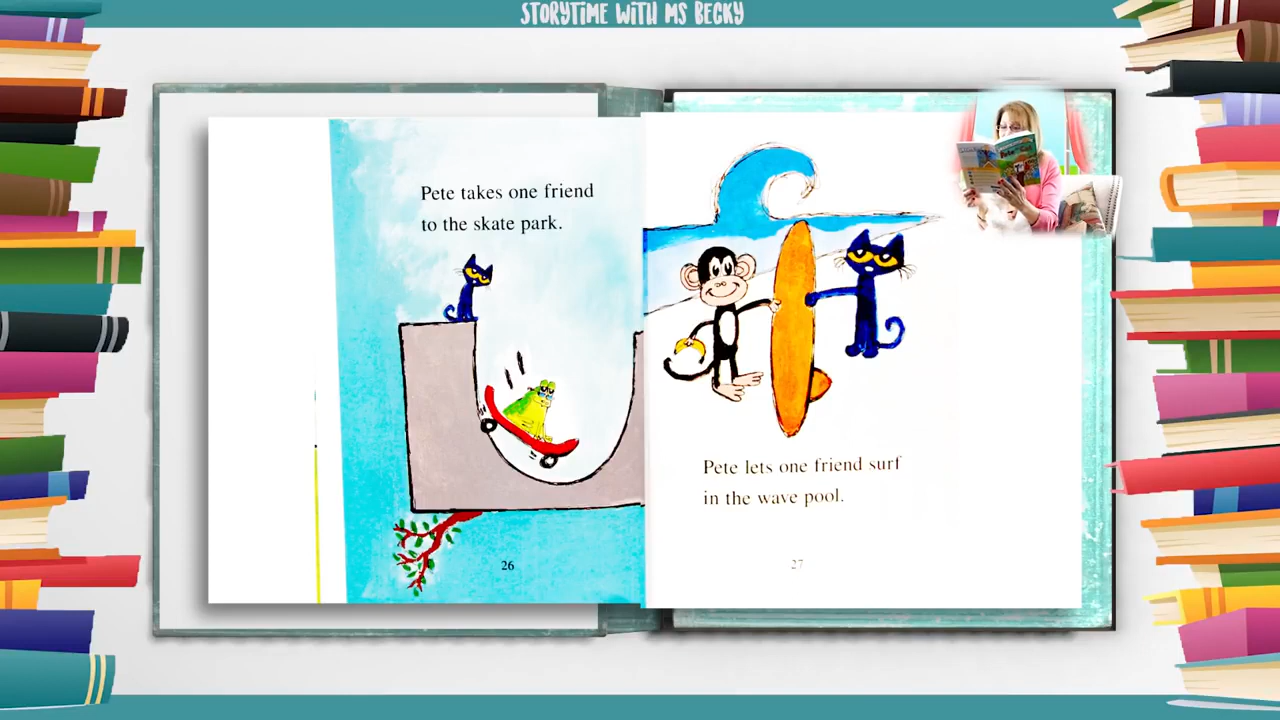 STORYTIME WITH MS BECKY
Pete takes one friend
to the skate park.
26
Pete lets one friend surf
in the wave pool.
27